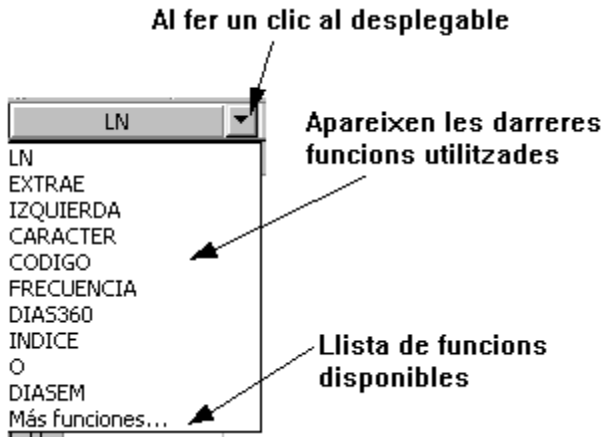 Al fer un clic al desplegable
LN
Apareixen les darreres
funcions utilitzades
LN
EXTRAE
IZQUIERDA
CARACTER
CODIGO
FRECUENCIA
DIAS360
INDICE
O
DIASEM
Más funciones...
Llista de funcions
disponibles